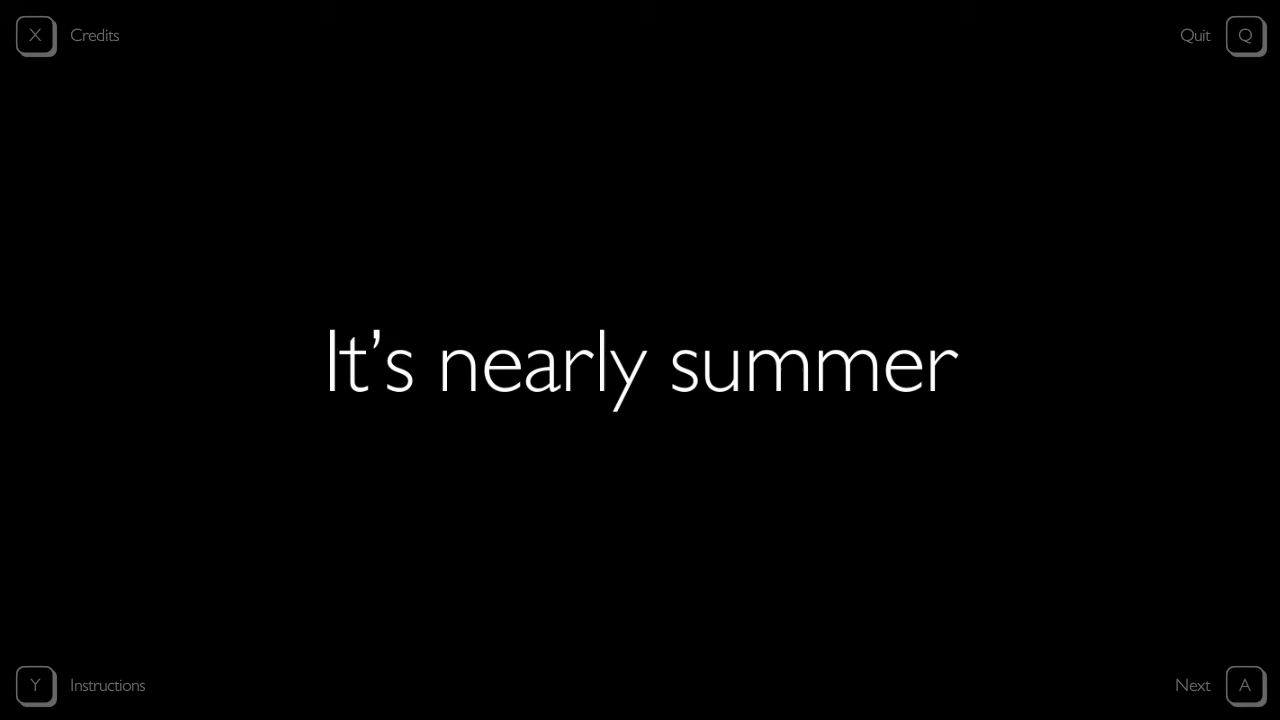 X Credits
Quit Q
It’s nearly summer
Y Instructions
Next A